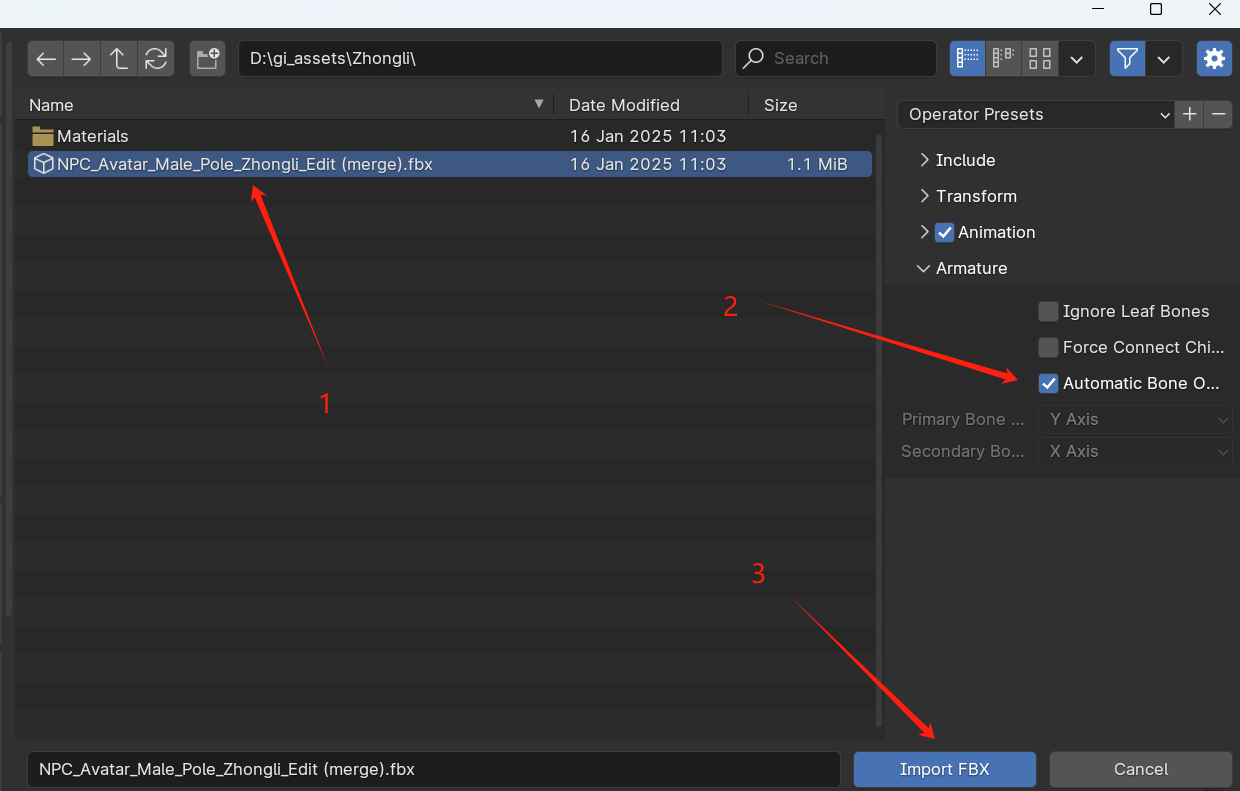 D:\gi_assets\Zhongli\
Search
Name Date Modified Size
Operator Presets
Materials 16 Jan 2025 11:03
NPC_Avatar_Male_Pole_Zhongli_Edit (merge).fbx 16 Jan 2025 11:03 1.1 MiB
Include
Transform
Animation
Armature
Ignore Leaf Bones
Force Connect Chi...
Automatic Bone O...
Primary Bone ... Y Axis
Secondary Bo... X Axis
1
2
3
NPC_Avatar_Male_Pole_Zhongli_Edit (merge).fbx
Import FBX
Cancel